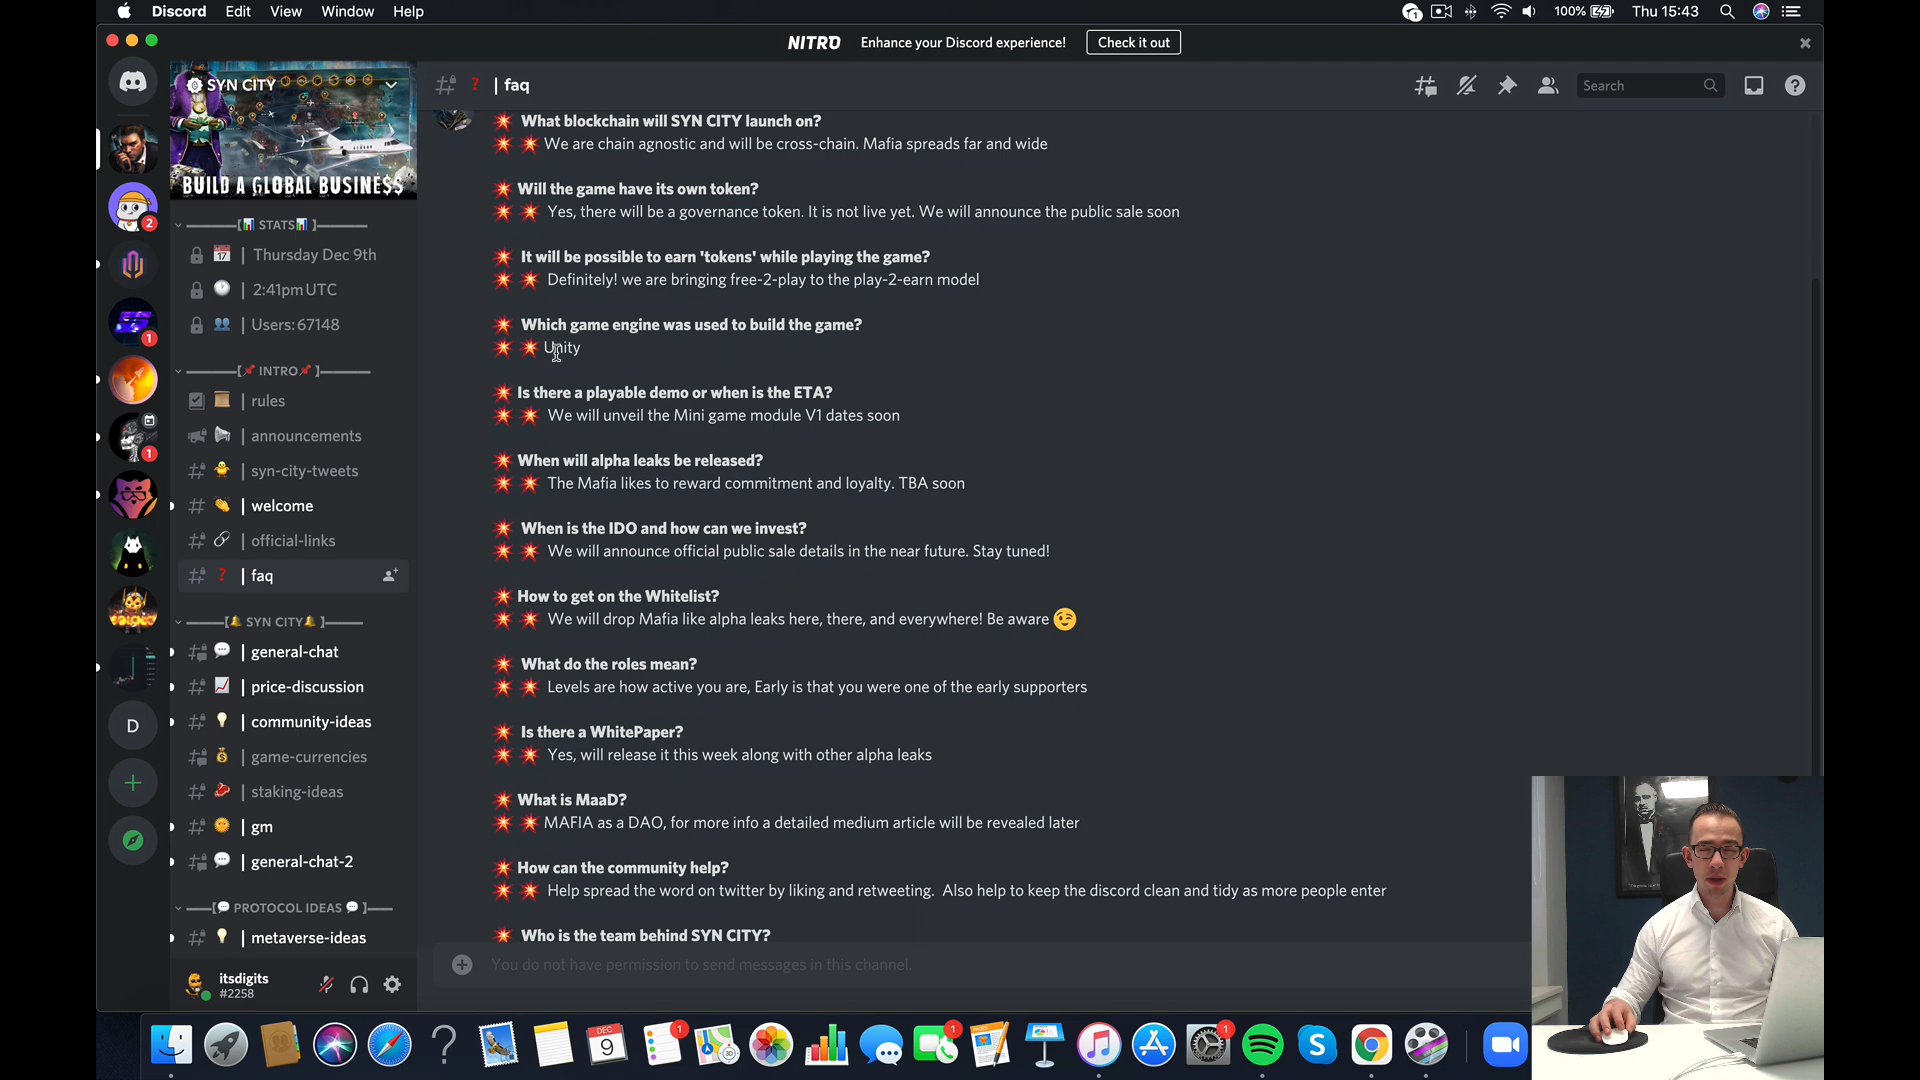 Discord Edit View Window Help
100% Thu 15:43
NITRO Enhance your Discord experience! Check it out
SYN CITY
BUILD A GLOBAL BUSINE$$
| faq
Search
[ STATS ]
| Thursday Dec 9th
| 2:41pm UTC
| Users: 67148
[ INTRO ]
| rules
| announcements
| syn-city-tweets
| welcome
| official-links
| faq
[ SYN CITY ]
| general-chat
| price-discussion
| community-ideas
| game-currencies
| staking-ideas
| gm
| general-chat-2
[ PROTOCOL IDEAS ]
| metaverse-ideas
itsdigits
#2258
2
1
1
D
What blockchain will SYN CITY launch on?
We are chain agnostic and will be cross-chain. Mafia spreads far and wide
Will the game have its own token?
Yes, there will be a governance token. It is not live yet. We will announce the public sale soon
It will be possible to earn 'tokens' while playing the game?
Definitely! we are bringing free-2-play to the play-2-earn model
Which game engine was used to build the game?
Unity
Is there a playable demo or when is the ETA?
We will unveil the Mini game module V1 dates soon
When will alpha leaks be released?
The Mafia likes to reward commitment and loyalty. TBA soon
When is the IDO and how can we invest?
We will announce official public sale details in the near future. Stay tuned!
How to get on the Whitelist?
We will drop Mafia like alpha leaks here, there, and everywhere! Be aware
What do the roles mean?
Levels are how active you are, Early is that you were one of the early supporters
Is there a WhitePaper?
Yes, will release it this week along with other alpha leaks
What is MaaD?
MAFIA as a DAO, for more info a detailed medium article will be revealed later
How can the community help?
Help spread the word on twitter by liking and retweeting. Also help to keep the discord clean and tidy as more people enter
Who is the team behind SYN CITY?
You do not have permission to send messages in this channel.
DEC
9
1
3D
1
PAGES
1